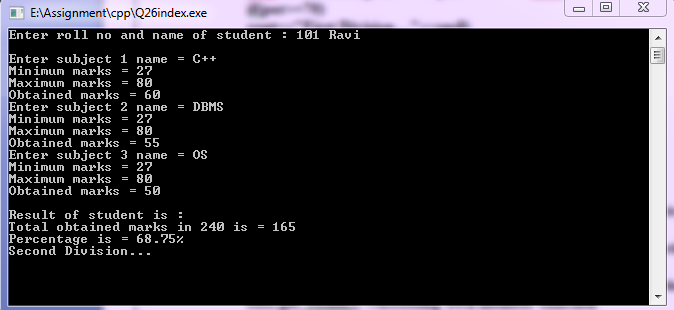 E:\Assignment\cpp\Q26index.exe
Enter roll no and name of student : 101 Ravi
Enter subject 1 name = C++
Minimum marks = 27
Maximum marks = 80
Obtained marks = 60
Enter subject 2 name = DBMS
Minimum marks = 27
Maximum marks = 80
Obtained marks = 55
Enter subject 3 name = OS
Minimum marks = 27
Maximum marks = 80
Obtained marks = 50
Result of student is :
Total obtained marks in 240 is = 165
Percentage is = 68.75%
Second Division...